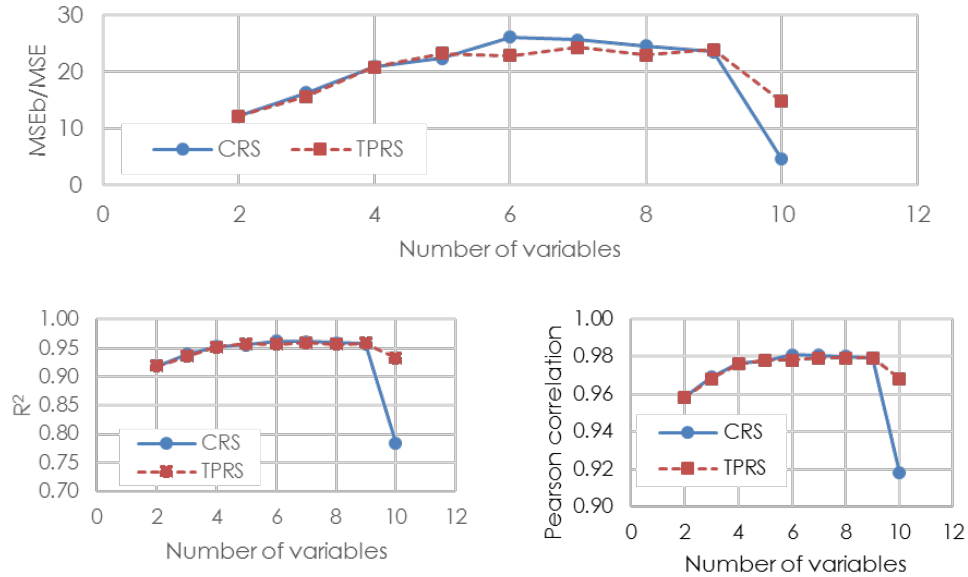 MSEb/MSE
30
20
10
0
CRS
TPRS
0 2 4 6 8 10 12
Number of variables
R²
1.00
0.95
0.90
0.85
0.80
0.75
0.70
CRS
TPRS
0 2 4 6 8 10 12
Number of variables
Pearson correlation
1.00
0.98
0.96
0.94
0.92
0.90
CRS
TPRS
0 2 4 6 8 10 12
Number of variables